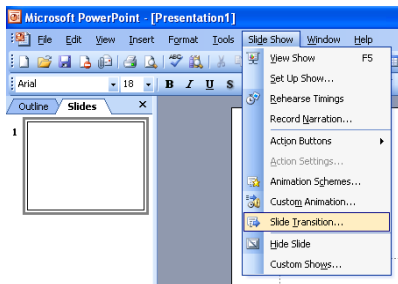 Microsoft PowerPoint - [Presentation1]
File Edit View Insert Format Tools Slide Show Window Help
Arial 18 B I U S
Outline Slides ×
1
View Show F5
Set Up Show...
Rehearse Timings
Record Narration...
Action Buttons
Action Settings...
Animation Schemes...
Custom Animation...
Slide Transition...
Hide Slide
Custom Shows...